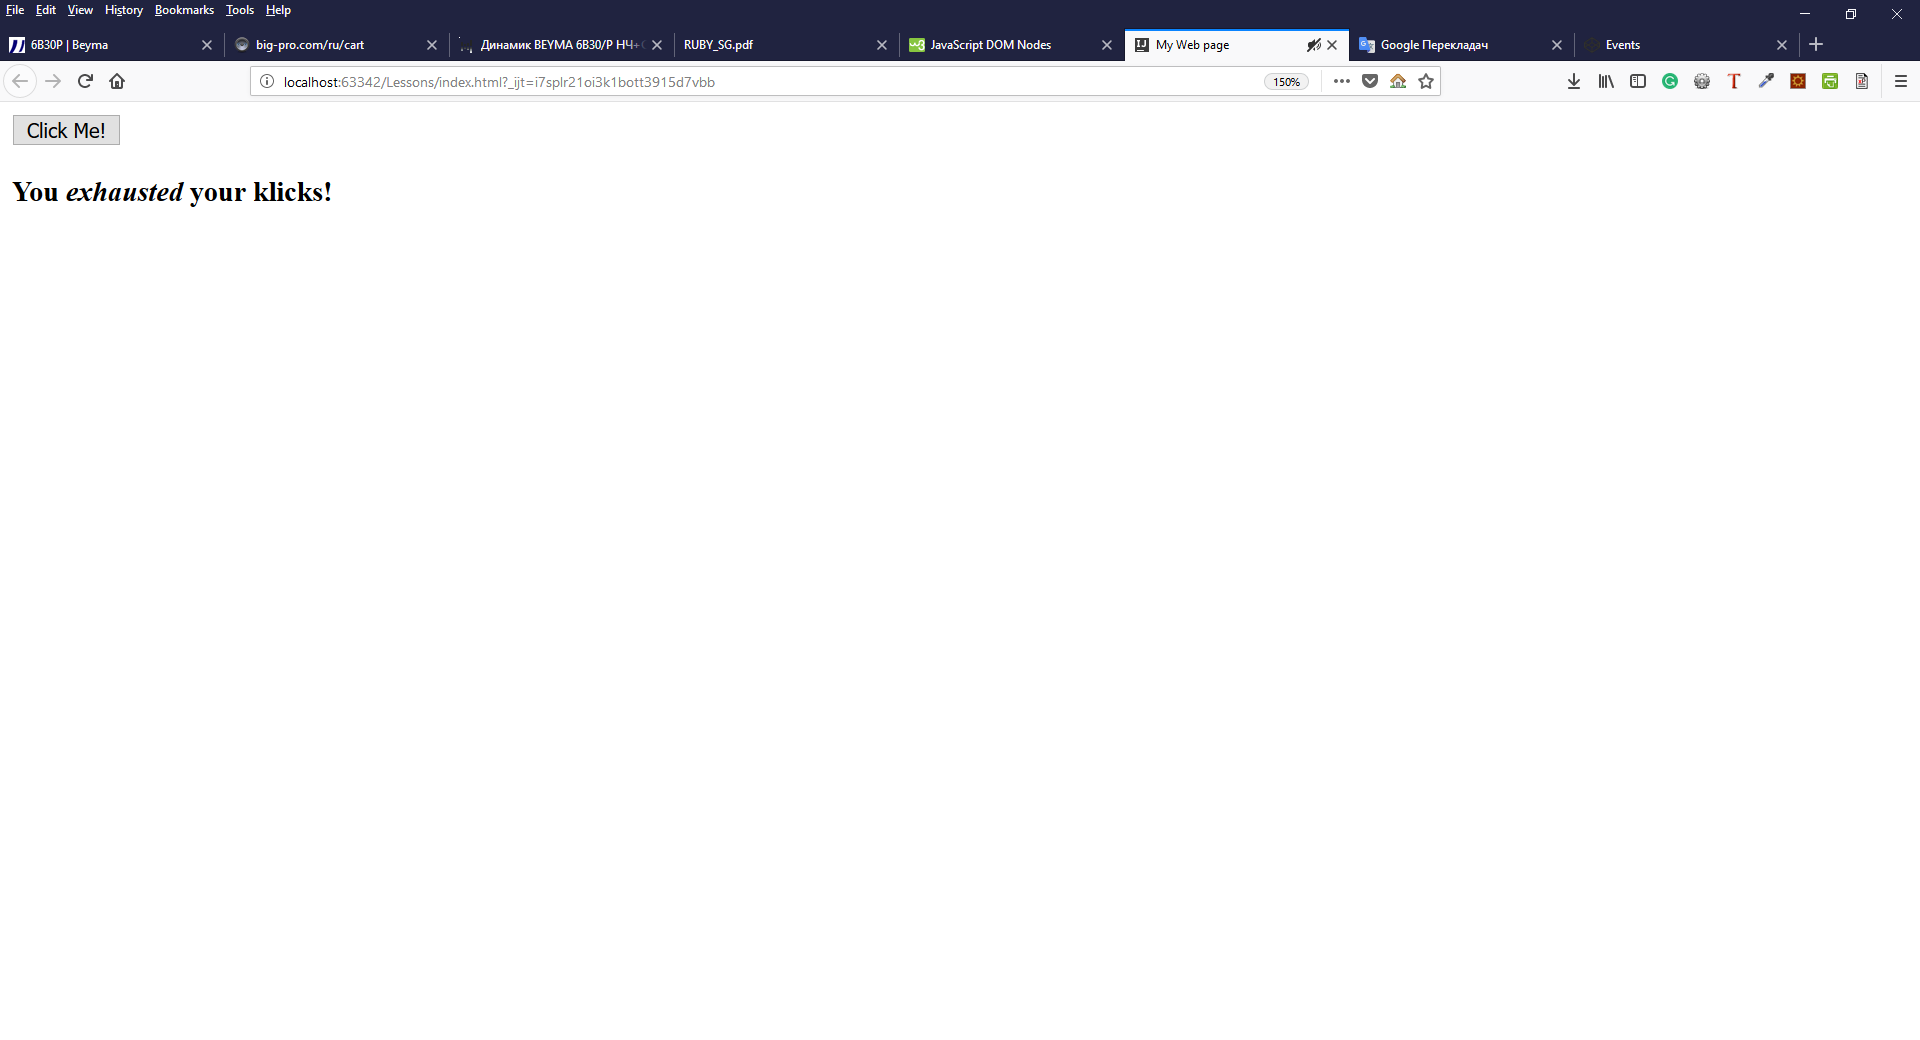 File Edit View History Bookmarks Tools Help
6B30P | Beyma
big-pro.com/ru/cart
Динамик BEYMA 6B30/P НЧ+
RUBY_SG.pdf
JavaScript DOM Nodes
My Web page
Google Перекладач
Events
localhost:63342/Lessons/index.html?_ijt=i7splr21oi3k1bott3915d7vbb
150%
Click Me!
You exhausted your klicks!